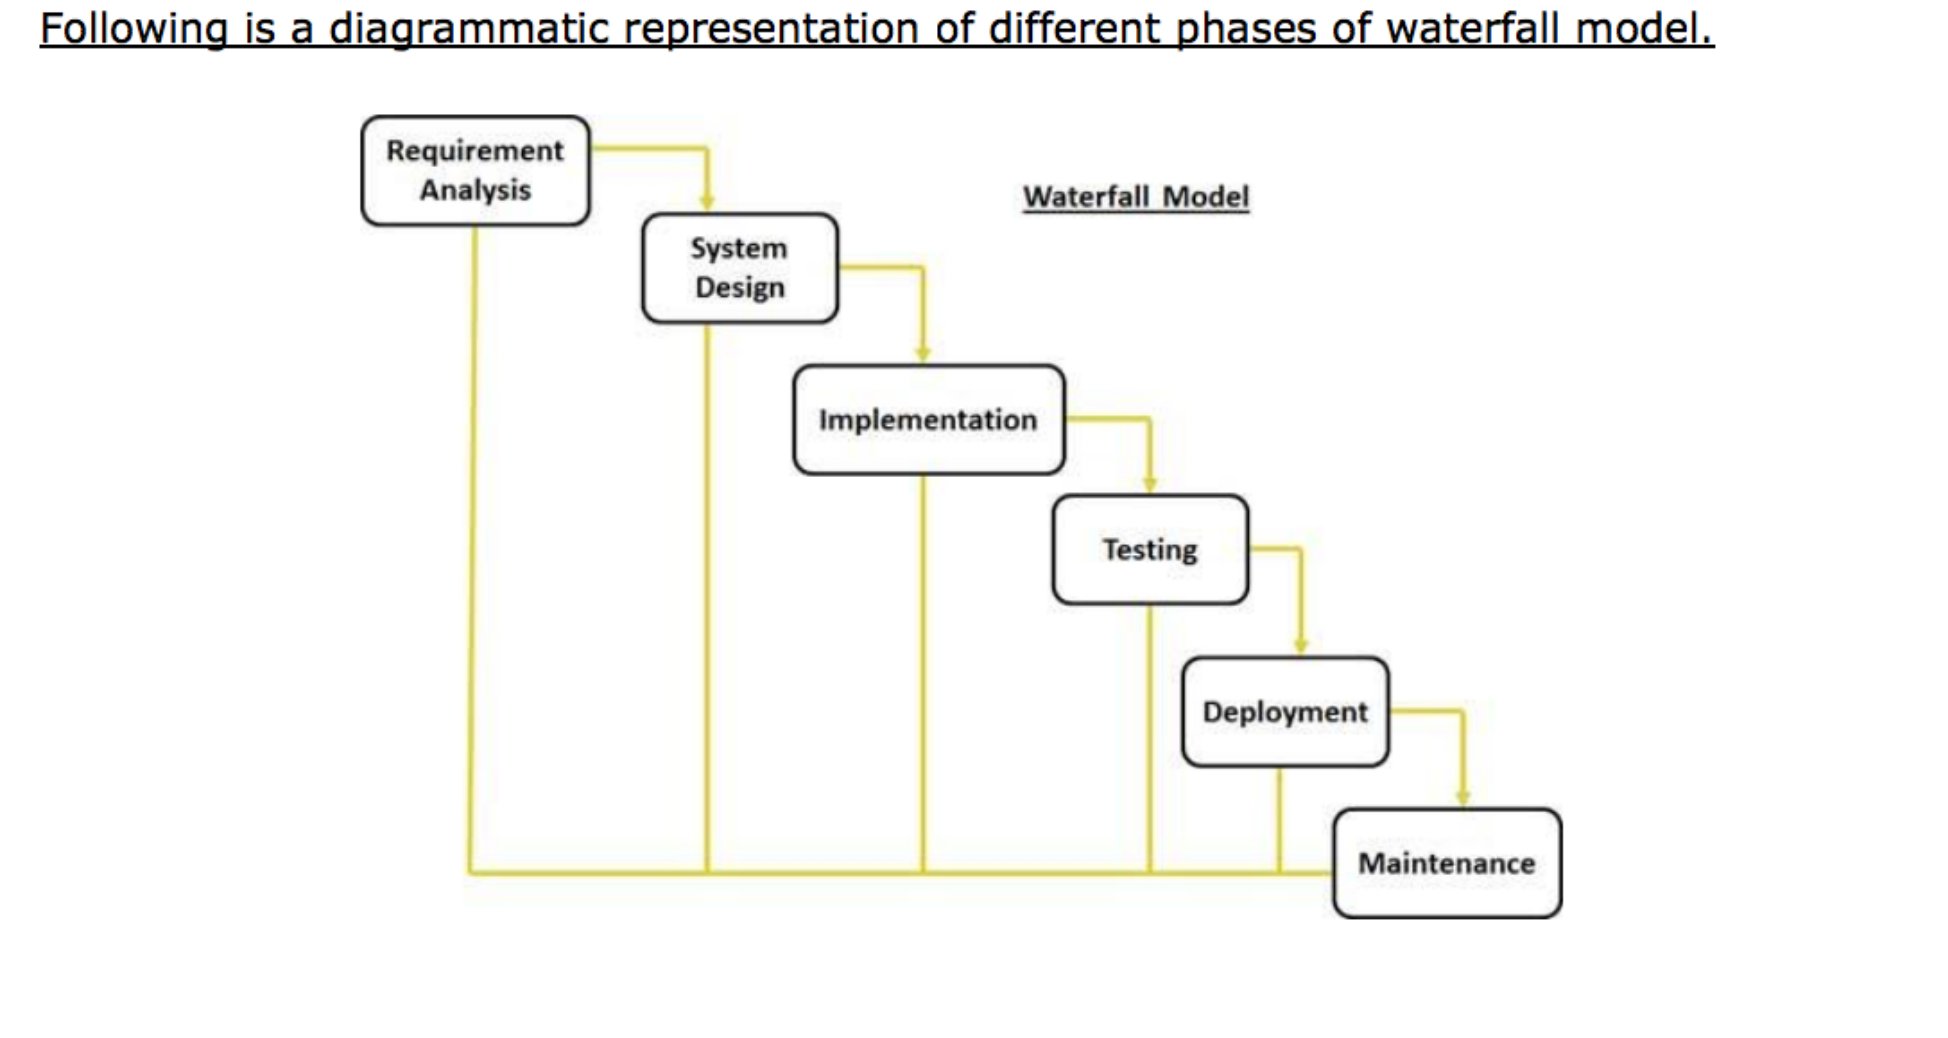 Following is a diagrammatic representation of different phases of waterfall model.
Requirement
Analysis
Waterfall Model
System
Design
Implementation
Testing
Deployment
Maintenance